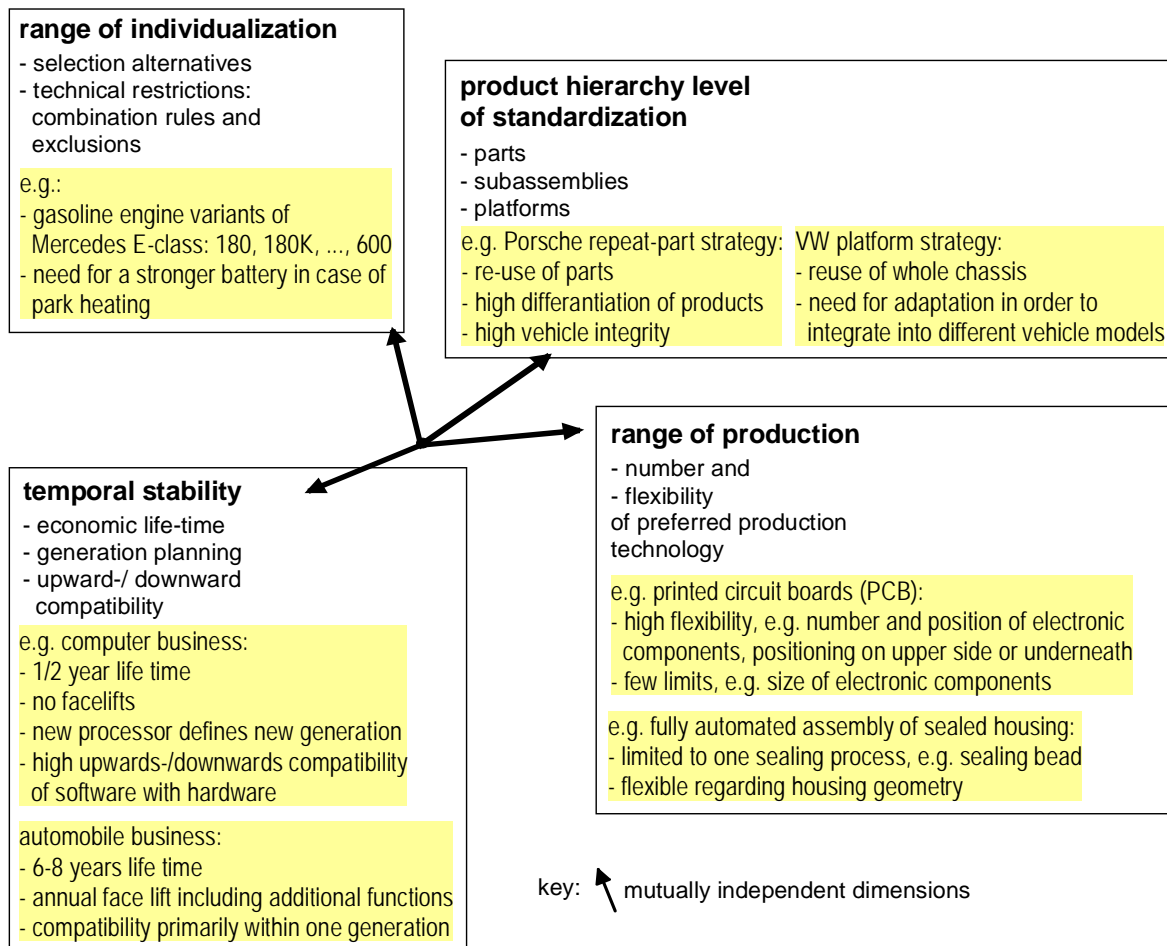 range of individualization
- selection alternatives
- technical restrictions:
combination rules and
exclusions
e.g.:
- gasoline engine variants of
Mercedes E-class: 180, 180K, ..., 600
- need for a stronger battery in case of
park heating
product hierarchy level
of standardization
- parts
- subassemblies
- platforms
e.g. Porsche repeat-part strategy:
- re-use of parts
- high differantiation of products
- high vehicle integrity
VW platform strategy:
- reuse of whole chassis
- need for adaptation in order to
integrate into different vehicle models
temporal stability
- economic life-time
- generation planning
- upward-/ downward
compatibility
e.g. computer business:
- 1/2 year life time
- no facelifts
- new processor defines new generation
- high upwards-/downwards compatibility
of software with hardware
automobile business:
- 6-8 years life time
- annual face lift including additional functions
- compatibility primarily within one generation
range of production
- number and
- flexibility
of preferred production
technology
e.g. printed circuit boards (PCB):
- high flexibility, e.g. number and position of electronic
components, positioning on upper side or underneath
- few limits, e.g. size of electronic components
e.g. fully automated assembly of sealed housing:
- limited to one sealing process, e.g. sealing bead
- flexible regarding housing geometry
key: mutually independent dimensions